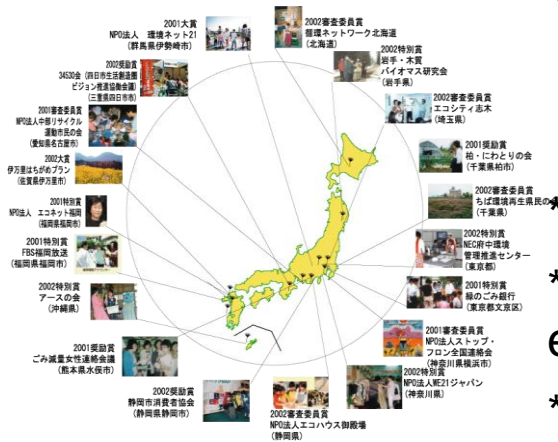 2001大賞
NPO法人　環境ネット21
(群馬県伊勢崎市)
2002審査委員賞
循環ネットワーク北海道
(北海道)
2002特別賞
岩手・木質
バイオマス研究会
(岩手県)
2002審査委員賞
エコシティ志木
(埼玉県)
2001奨励賞
柏・にわとりの会
(千葉県柏市)
2002審査委員賞
ちば環境再生県民の
(千葉県)
2002特別賞
NEC府中環境
管理推進センター
(東京都)
2001特別賞
緑のごみ銀行
(東京都文京区)
2001審査委員賞
NPO法人ストップ・
フロン全国連絡会
(神奈川県横浜市)
2002特別賞
NPO法人WE21ジャパン
(神奈川県)
2002審査委員賞
NPO法人エコハウス御殿場
(静岡県)
2002奨励賞
静岡市消費者協会
(静岡県静岡市)
2001奨励賞
ごみ減量女性連絡会議
(熊本県水俣市)
2002特別賞
アースの会
(沖縄県)
2001特別賞
FBS福岡放送
(福岡県福岡市)
2001特別賞
NPO法人　エコネット福岡
(福岡県福岡市)
2002大賞
伊万里はちがめプラン
(佐賀県伊万里市)
2001審査委員賞
NPO法人中部リサイクル
運動市民の会
(愛知県名古屋市)
2002奨励賞
34530会(四日市生活創造圏
ビジョン推進協働会議)
(三重県四日市市)
*
*
e
*